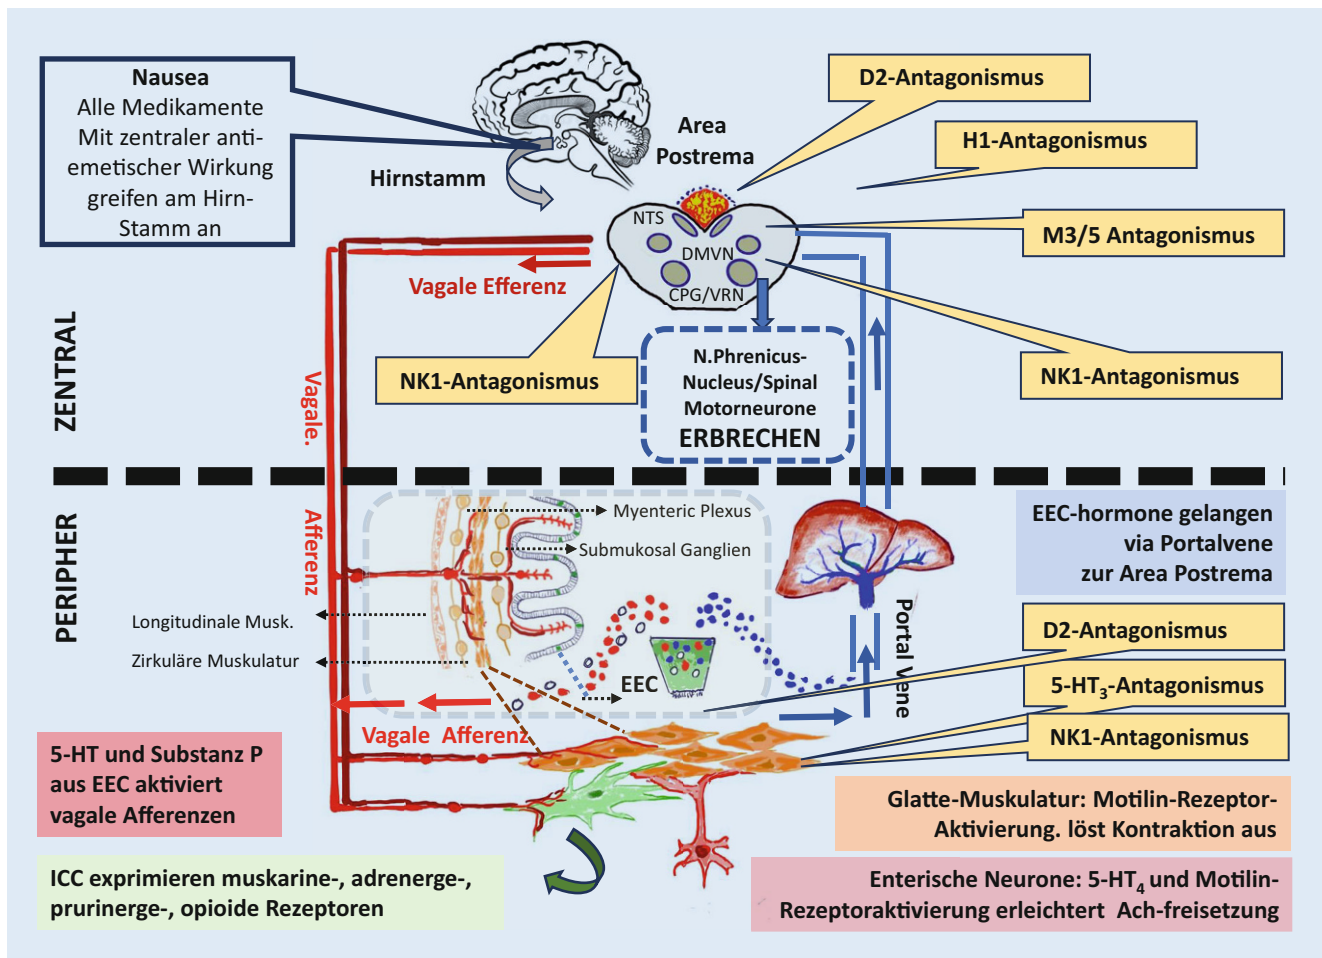 Nausea
Alle Medikamente
Mit zentraler anti-
emetischer Wirkung
greifen am Hirn-
Stamm an
Hirnstamm
Area
Postrema
D2-Antagonismus
H1-Antagonismus
M3/5 Antagonismus
NTS
DMVN
CPG/VRN
Vagale Efferenz
NK1-Antagonismus
NK1-Antagonismus
N.Phrenicus-
Nucleus/Spinal
Motorneurone
ERBRECHEN
ZENTRAL
Vagale.
Afferenz
PERIPHER
Myenteric Plexus
Submukosal Ganglien
Longitudinale Musk.
Zirkuläre Muskulatur
EEC
Portal Vene
EEC-hormone gelangen
via Portalvene
zur Area Postrema
D2-Antagonismus
5-HT3-Antagonismus
NK1-Antagonismus
Vagale Afferenz
5-HT und Substanz P
aus EEC aktiviert
vagale Afferenzen
Glatte-Muskulatur: Motilin-Rezeptor-
Aktivierung. löst Kontraktion aus
ICC exprimieren muskarine-, adrenerge-,
prurinerge-, opioide Rezeptoren
Enterische Neurone: 5-HT4 und Motilin-
Rezeptoraktivierung erleichtert Ach-freisetzung